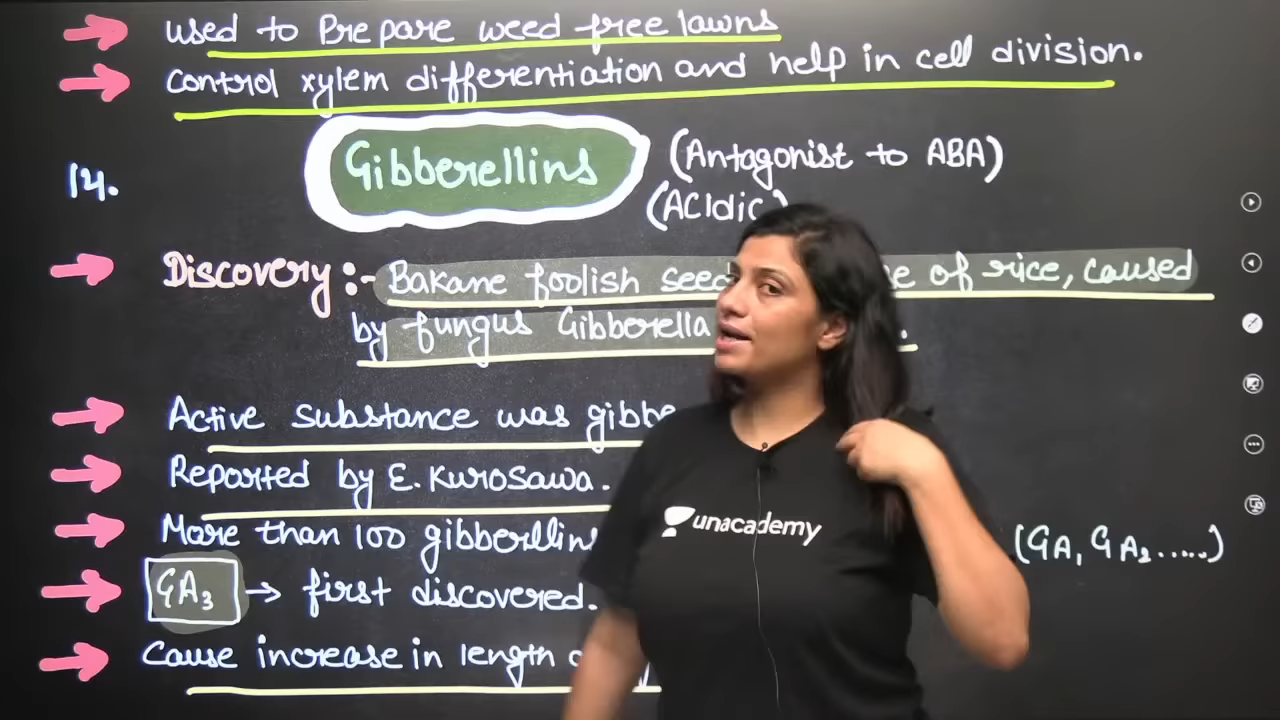 used to Prepare weed free lawns
control xylem differentiation and help in cell division.
14.
Gibberellins (Antagonist to ABA)
(Acidic)
Discovery :- Bakane foolish seed of rice, caused
by fungus Gibberella
Active substance was gibbe
Reported by E. Kurosawa.
More than 100 gibberllins (GA, GA2......)
GA3 → first discovered.
Cause increase in length
unacademy